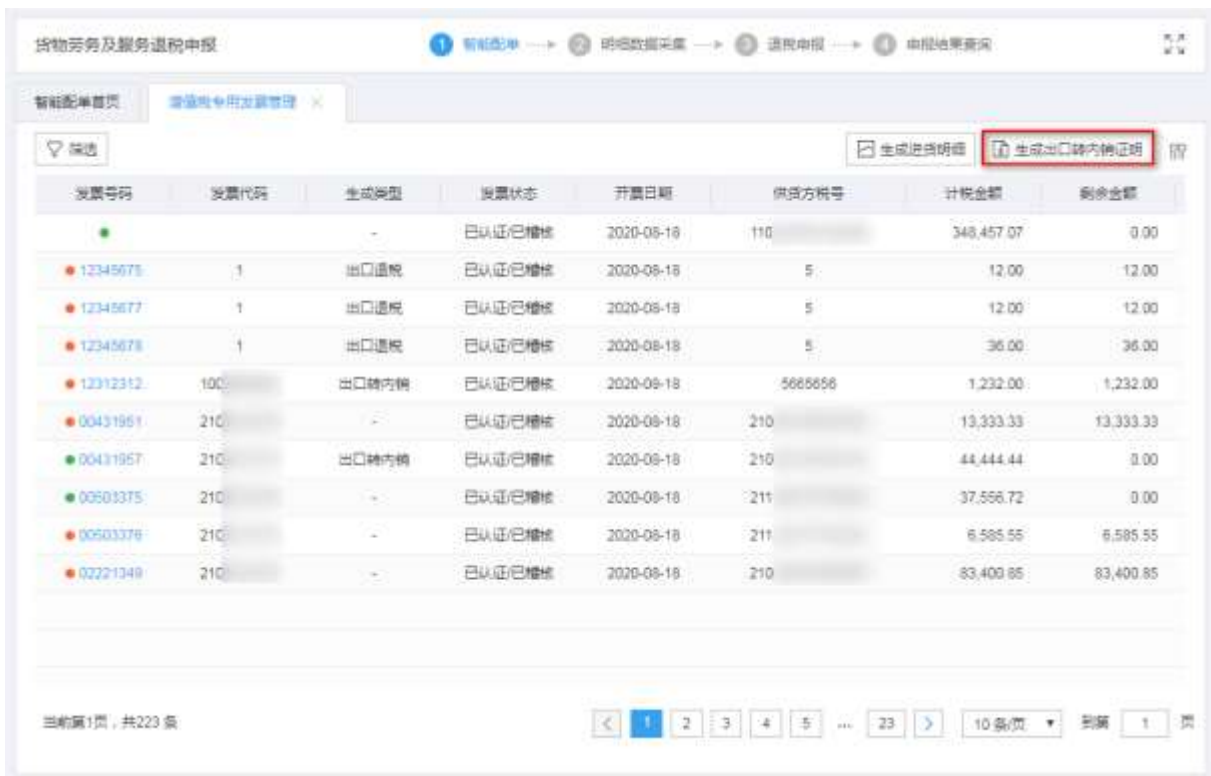 货物劳务及服务退税申报 1 智能配单 2 明细数据采集 3 退税申报 4 申报结果查询
智能配单首页 增值税专用发票管理
筛选 生成进货明细 生成出口转内销证明
发票号码 发票代码 生成类型 发票状态 开票日期 供货方税号 计税金额 剩余金额
- 已认证/已稽核 2020-08-18 110 348,457.07 0.00
12345675 1 出口退税 已认证/已稽核 2020-08-18 5 12.00 12.00
12345677 1 出口退税 已认证/已稽核 2020-08-18 5 12.00 12.00
12345678 1 出口退税 已认证/已稽核 2020-08-18 5 36.00 36.00
12312312 100 出口转内销 已认证/已稽核 2020-08-18 5665656 1,232.00 1,232.00
00431951 210 - 已认证/已稽核 2020-08-18 210 13,333.33 13,333.33
00431957 210 出口转内销 已认证/已稽核 2020-08-18 210 44,444.44 0.00
00503375 210 - 已认证/已稽核 2020-08-18 211 37,556.72 0.00
00503376 210 - 已认证/已稽核 2020-08-18 211 6,585.55 6,585.55
02221349 210 - 已认证/已稽核 2020-08-18 210 83,400.85 83,400.85
当前第1页，共223 条 < 1 2 3 4 5 ... 23 > 10 条/页 到第 1 页